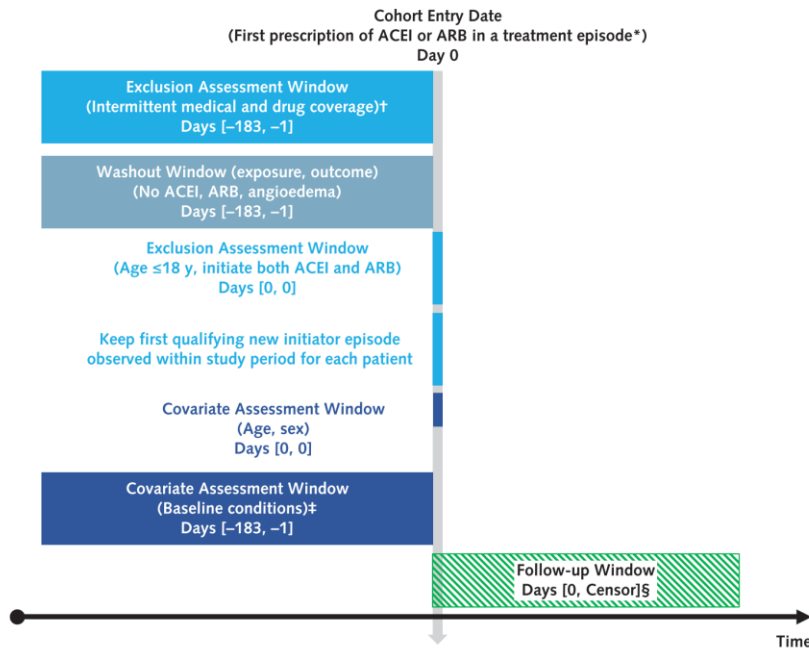 Cohort Entry Date
(First prescription of ACEI or ARB in a treatment episode*)
Day 0
Exclusion Assessment Window
(Intermittent medical and drug coverage)†
Days [–183, –1]
Washout Window (exposure, outcome)
(No ACEI, ARB, angioedema)
Days [–183, –1]
Exclusion Assessment Window
(Age ≤18 y, initiate both ACEI and ARB)
Days [0, 0]
Keep first qualifying new initiator episode
observed within study period for each patient
Covariate Assessment Window
(Age, sex)
Days [0, 0]
Covariate Assessment Window
(Baseline conditions)‡
Days [–183, –1]
Follow-up Window
Days [0, Censor]§
Time